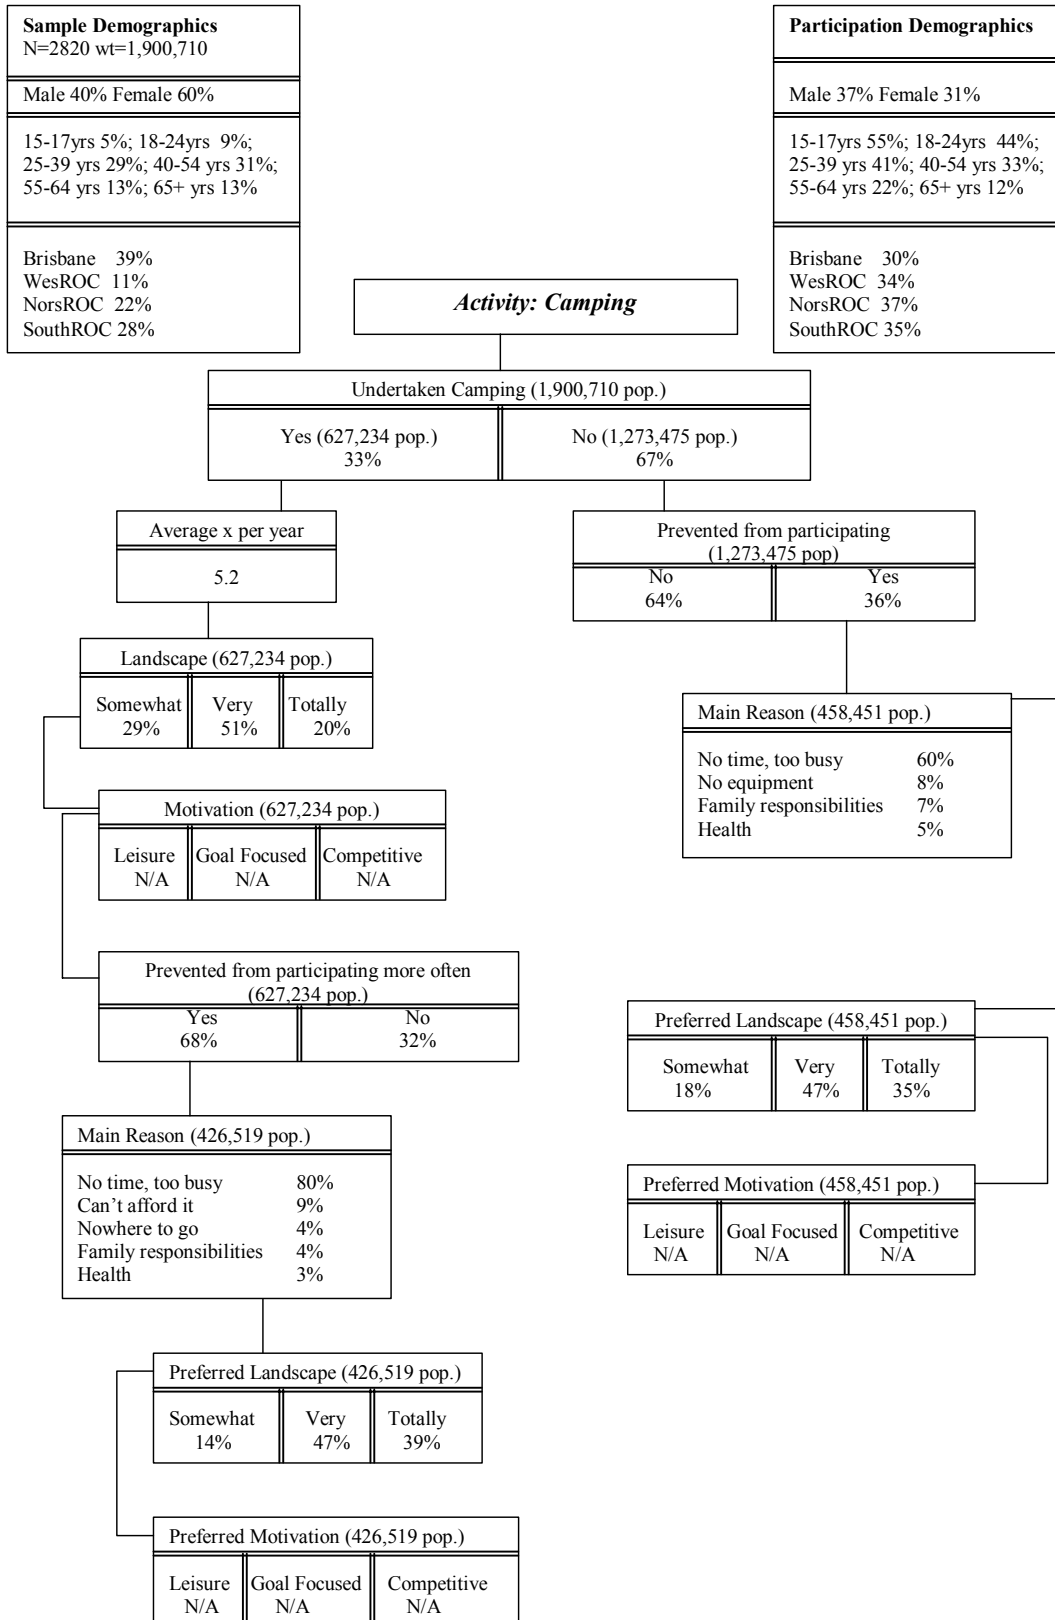 Sample Demographics
N=2820 wt=1,900,710
Male 40% Female 60%
15-17yrs 5%; 18-24yrs 9%;
25-39 yrs 29%; 40-54 yrs 31%;
55-64 yrs 13%; 65+ yrs 13%
Brisbane 39%
WesROC 11%
NorsROC 22%
SouthROC 28%
Participation Demographics
Male 37% Female 31%
15-17yrs 55%; 18-24yrs 44%;
25-39 yrs 41%; 40-54 yrs 33%;
55-64 yrs 22%; 65+ yrs 12%
Brisbane 30%
WesROC 34%
NorsROC 37%
SouthROC 35%
Activity: Camping
Undertaken Camping (1,900,710 pop.)
Yes (627,234 pop.)
33%
No (1,273,475 pop.)
67%
Average x per year
5.2
Landscape (627,234 pop.)
Somewhat Very Totally
29% 51% 20%
Motivation (627,234 pop.)
Leisure Goal Focused Competitive
N/A N/A N/A
Prevented from participating more often
(627,234 pop.)
Yes No
68% 32%
Main Reason (426,519 pop.)
No time, too busy 80%
Can't afford it 9%
Nowhere to go 4%
Family responsibilities 4%
Health 3%
Preferred Landscape (426,519 pop.)
Somewhat Very Totally
14% 47% 39%
Preferred Motivation (426,519 pop.)
Leisure Goal Focused Competitive
N/A N/A N/A
Prevented from participating
(1,273,475 pop)
No Yes
64% 36%
Main Reason (458,451 pop.)
No time, too busy 60%
No equipment 8%
Family responsibilities 7%
Health 5%
Preferred Landscape (458,451 pop.)
Somewhat Very Totally
18% 47% 35%
Preferred Motivation (458,451 pop.)
Leisure Goal Focused Competitive
N/A N/A N/A